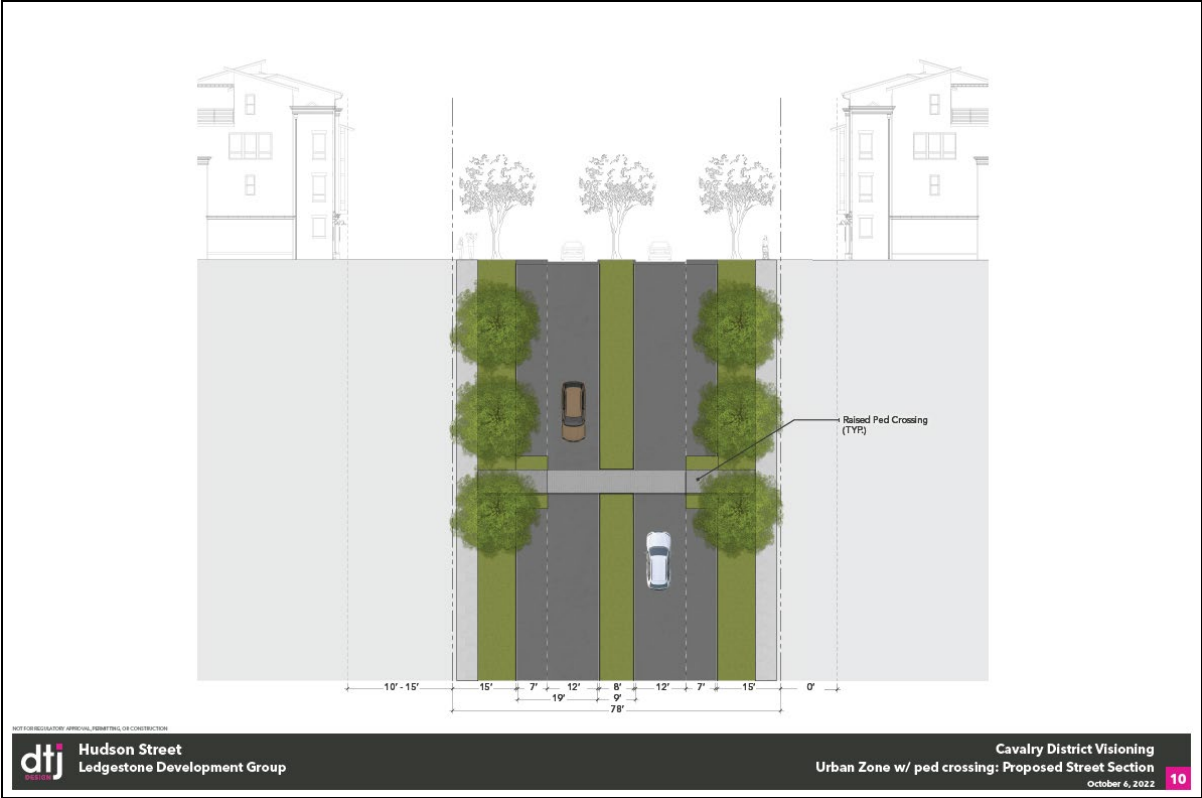 Raised Ped Crossing
(TYP.)
10' - 15' 15' 7' 12' 8' 12' 7' 15' 0'
19' 9'
78'
NOT FOR REGULATORY APPROVAL, PERMITTING, OR CONSTRUCTION
dtj
DESIGN
Hudson Street
Ledgestone Development Group
Cavalry District Visioning
Urban Zone w/ ped crossing: Proposed Street Section
October 6, 2022
10